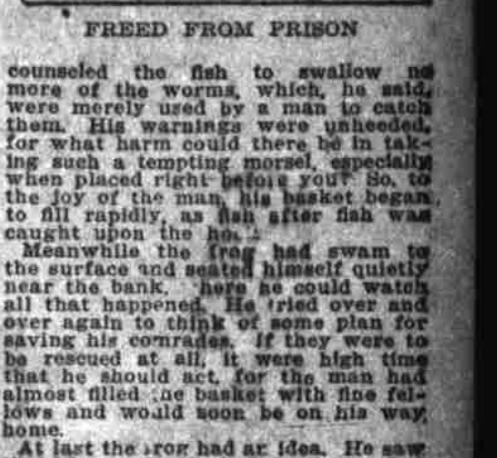 FREED FROM PRISON
counseled the fish to swallow no
more of the worms, which, he said,
were merely used by a man to catch
them. His warnings were unheeded,
for what harm could there be in tak-
ing such a tempting morsel, especially
when placed right before you? So, to
the joy of the man, his basket began
to fill rapidly, as fish after fish was
caught upon the
Meanwhile the frog had swam to
the surface and seated himself quietly
near the bank. here he could watch
all that happened. He tried over and
over again to think of some plan for
saving his comrades. If they were to
be rescued at all, it were high time
that he should act, for the man had
almost filled the basket with fine fel-
lows and would soon be on his way
home.
At last the frog had an idea. He saw